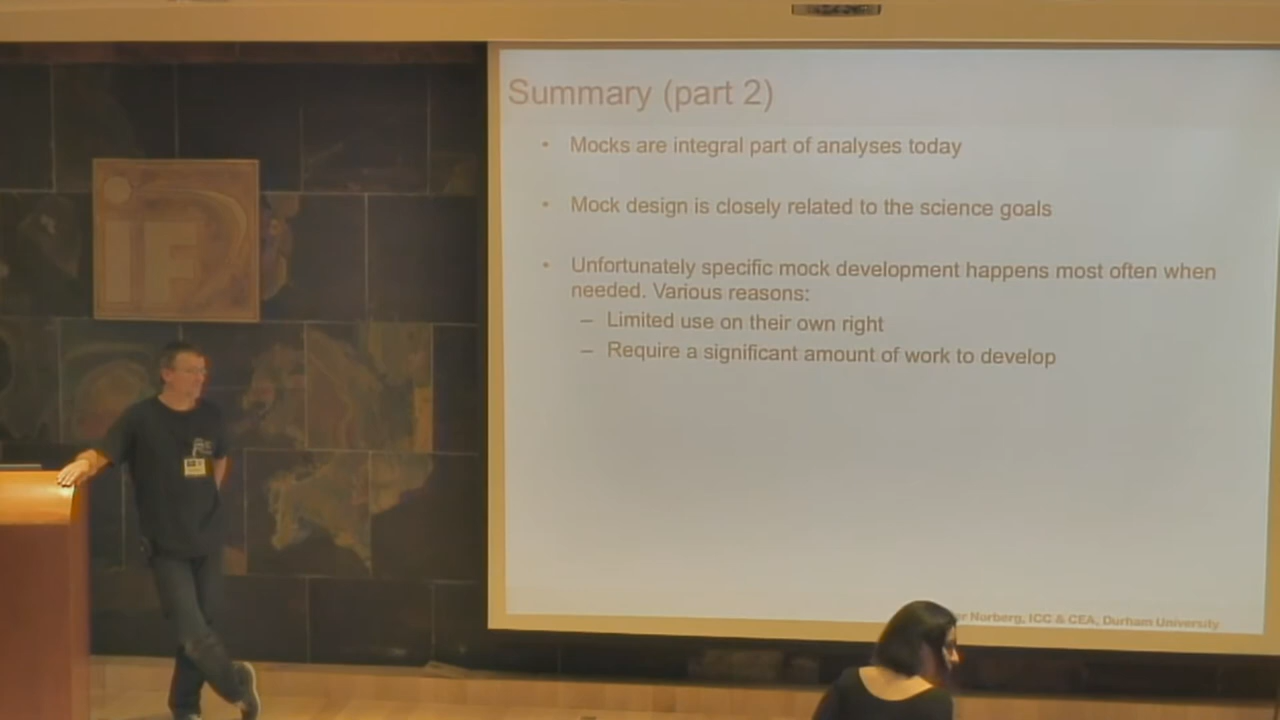 Summary (part 2)
• Mocks are integral part of analyses today
• Mock design is closely related to the science goals
• Unfortunately specific mock development happens most often when
needed. Various reasons:
– Limited use on their own right
– Require a significant amount of work to develop
Norberg, ICC & CEA, Durham University
iF